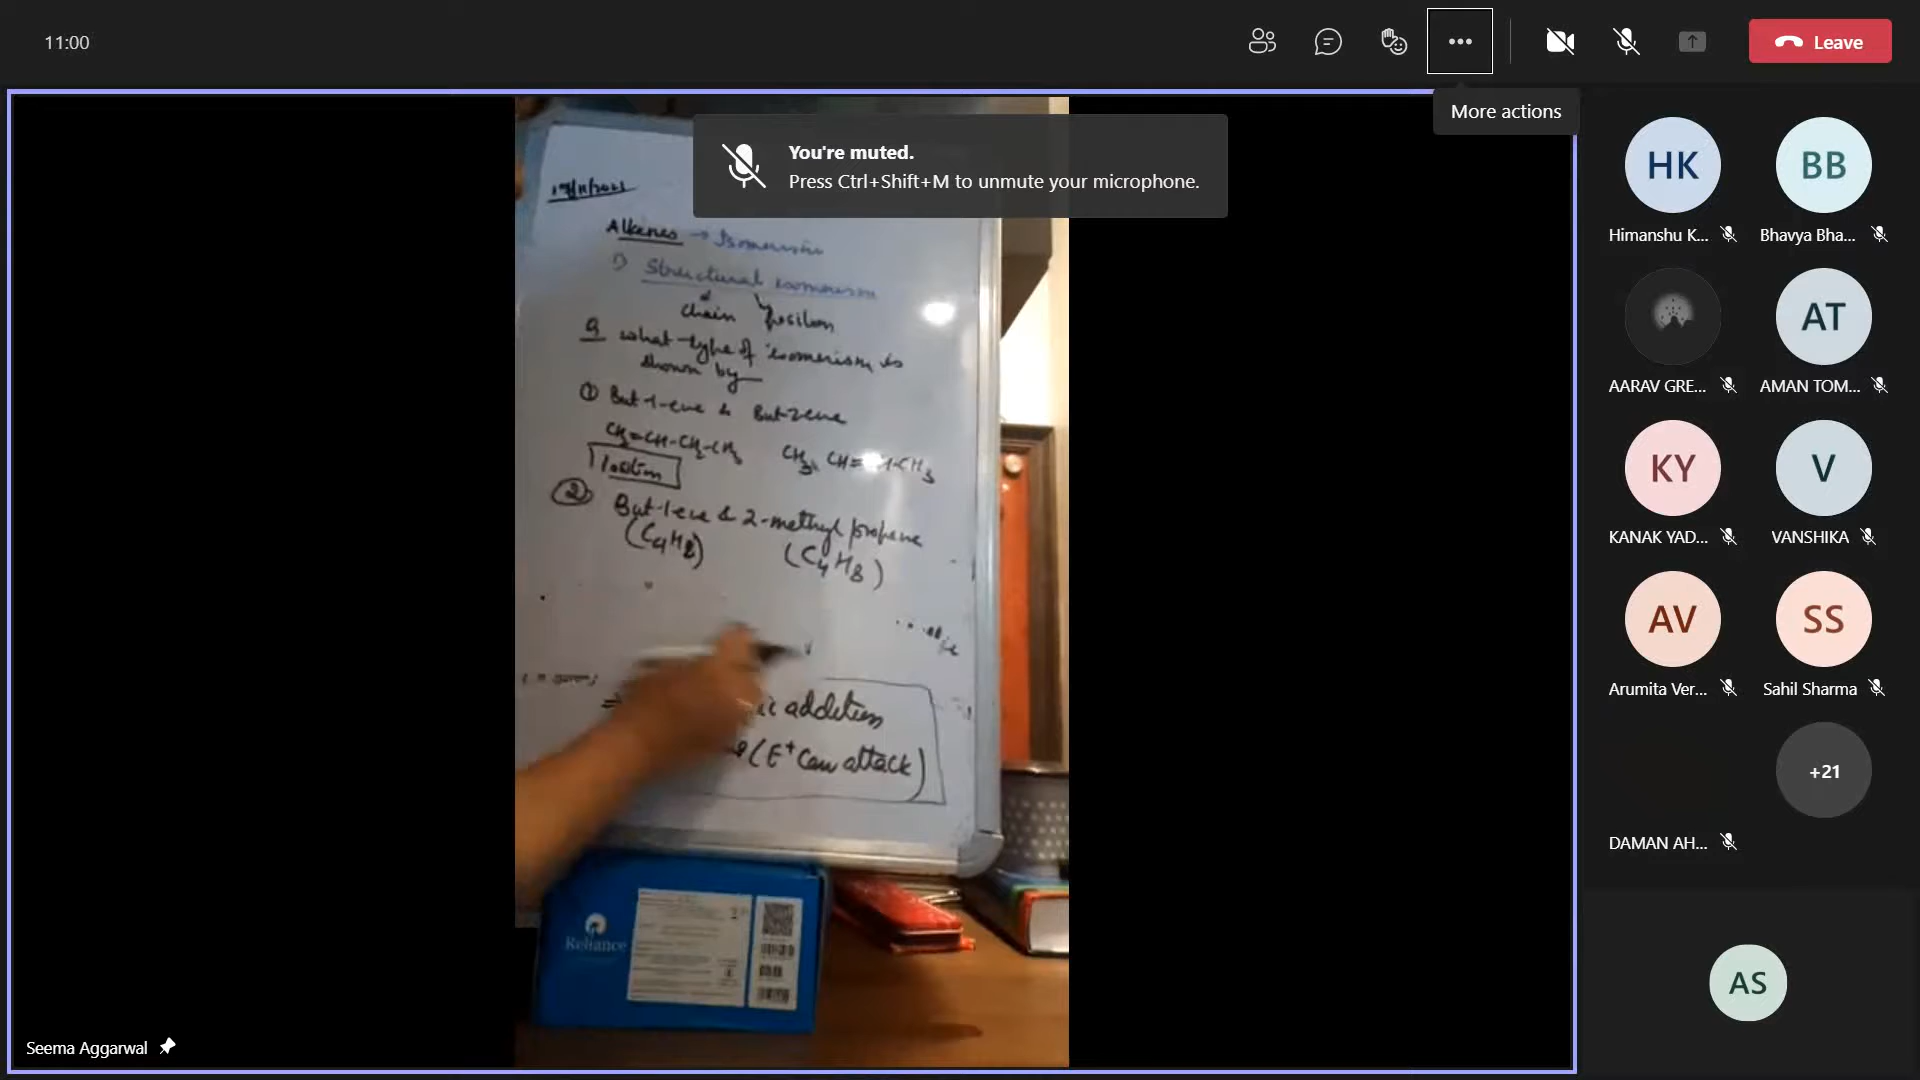 11:00
Leave
More actions
You're muted.
Press Ctrl+Shift+M to unmute your microphone.
Alkenes → Isomerism
1) Structural isomerism
chain position
Q what type of isomerism is
shown by
① But-1-ene & But-2ene
CH2=CH-CH2-CH3 CH3 CH= -CH3
Position
② But-1-ene & 2-methyl propene
(C4H8) (C4H8)
addition
(E+ can attack)
Reliance
Seema Aggarwal
HK
Himanshu K...
BB
Bhavya Bha...
AARAV GRE...
AT
AMAN TOM...
KY
KANAK YAD...
V
VANSHIKA
AV
Arumita Ver...
SS
Sahil Sharma
DAMAN AH...
+21
AS